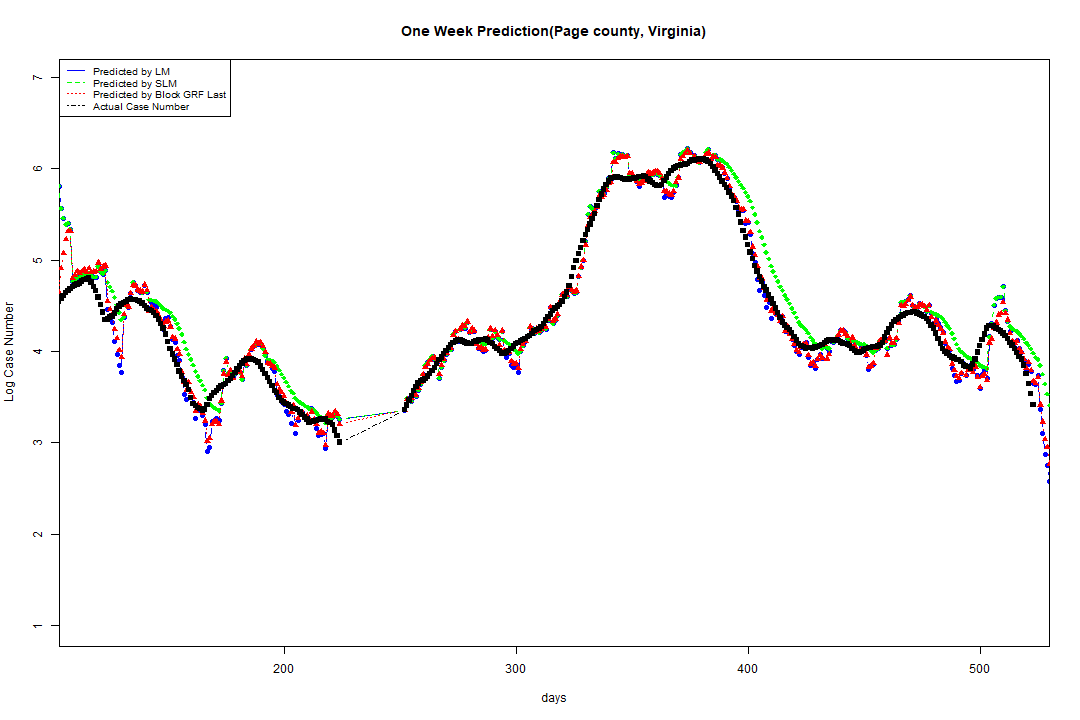 One Week Prediction(Page county, Virginia)
Predicted by LM
Predicted by SLM
Predicted by Block GRF Last
Actual Case Number
7
6
5
4
3
2
1
Log Case Number
200 300 400 500
days